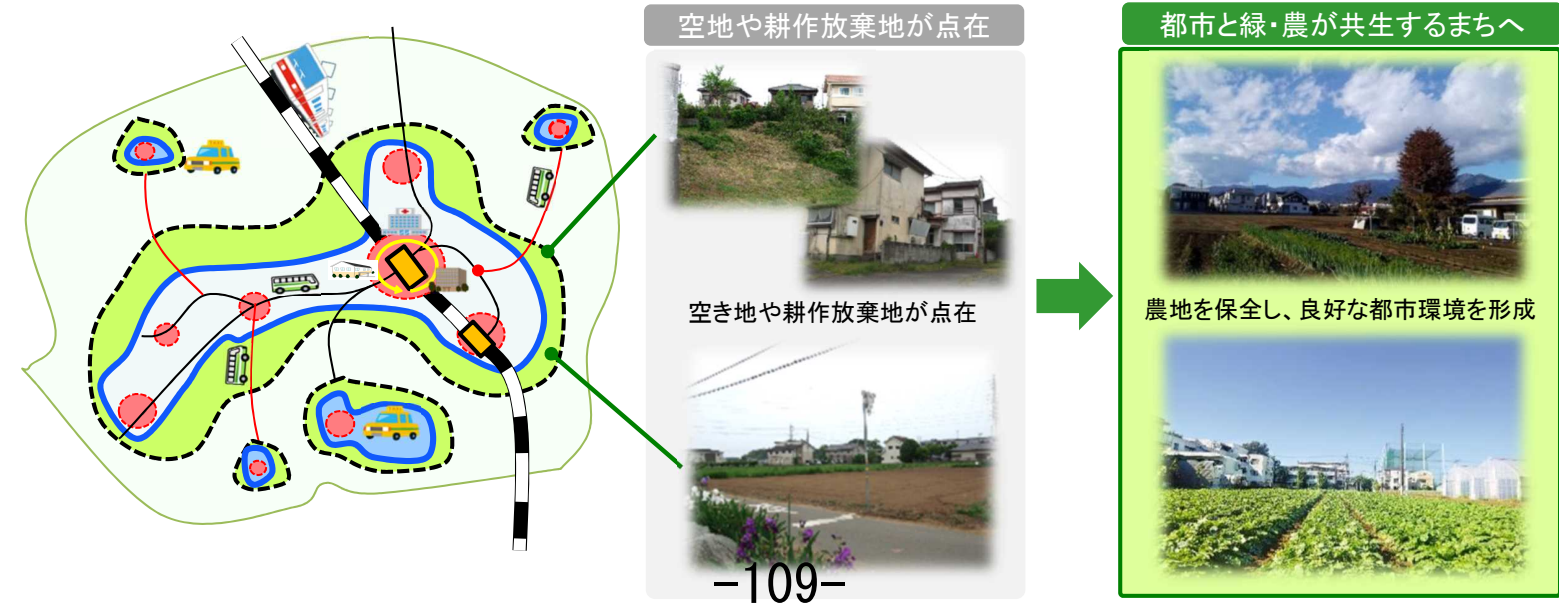 空地や耕作放棄地が点在
都市と緑・農が共生するまちへ
空き地や耕作放棄地が点在
農地を保全し、良好な都市環境を形成
-109-